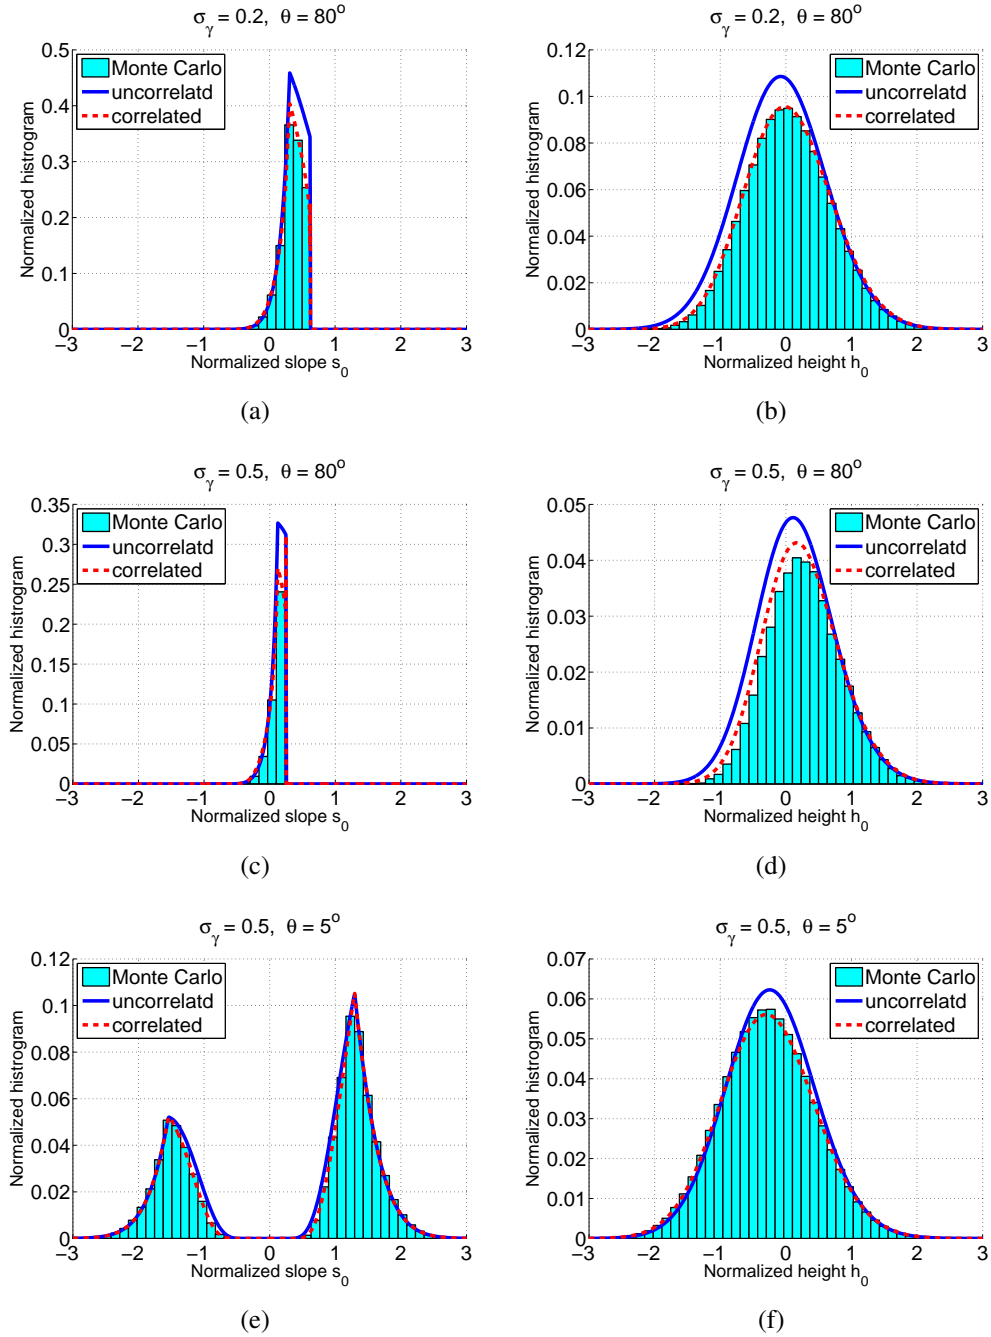 σγ = 0.2, θ = 80o
0.5
0.4
0.3
0.2
0.1
0
Normalized histrogram
Monte Carlo
uncorrelatd
correlated
−3 −2 −1 0 1 2 3
Normalized slope s0
(a)
σγ = 0.2, θ = 80o
0.12
0.1
0.08
0.06
0.04
0.02
0
Normalized histrogram
Monte Carlo
uncorrelatd
correlated
−3 −2 −1 0 1 2 3
Normalized height h0
(b)
σγ = 0.5, θ = 80o
0.35
0.3
0.25
0.2
0.15
0.1
0.05
0
Normalized histrogram
Monte Carlo
uncorrelatd
correlated
−3 −2 −1 0 1 2 3
Normalized slope s0
(c)
σγ = 0.5, θ = 80o
0.05
0.04
0.03
0.02
0.01
0
Normalized histrogram
Monte Carlo
uncorrelatd
correlated
−3 −2 −1 0 1 2 3
Normalized height h0
(d)
σγ = 0.5, θ = 5o
0.12
0.1
0.08
0.06
0.04
0.02
0
Normalized histrogram
Monte Carlo
uncorrelatd
correlated
−3 −2 −1 0 1 2 3
Normalized slope s0
(e)
σγ = 0.5, θ = 5o
0.07
0.06
0.05
0.04
0.03
0.02
0.01
0
Normalized histrogram
Monte Carlo
uncorrelatd
correlated
−3 −2 −1 0 1 2 3
Normalized height h0
(f)